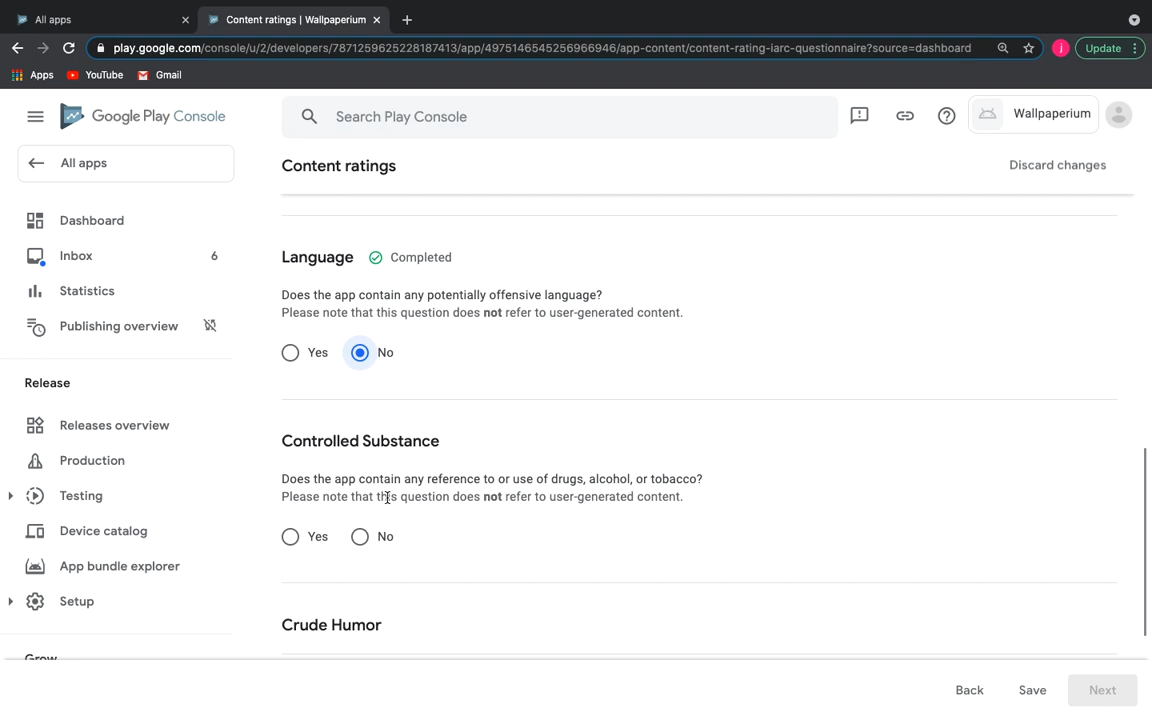 All apps
Content ratings | Wallpaperium
play.google.com/console/u/2/developers/7871259625228187413/app/4975146545256966946/app-content/content-rating-iarc-questionnaire?source=dashboard
j
Update
Apps
YouTube
Gmail
Google Play Console
Search Play Console
Wallpaperium
All apps
Content ratings
Discard changes
Dashboard
Inbox
6
Statistics
Publishing overview
Release
Releases overview
Production
Testing
Device catalog
App bundle explorer
Setup
Grow
Language
Completed
Does the app contain any potentially offensive language?
Please note that this question does not refer to user-generated content.
Yes
No
Controlled Substance
Does the app contain any reference to or use of drugs, alcohol, or tobacco?
Please note that this question does not refer to user-generated content.
Yes
No
Crude Humor
Back
Save
Next